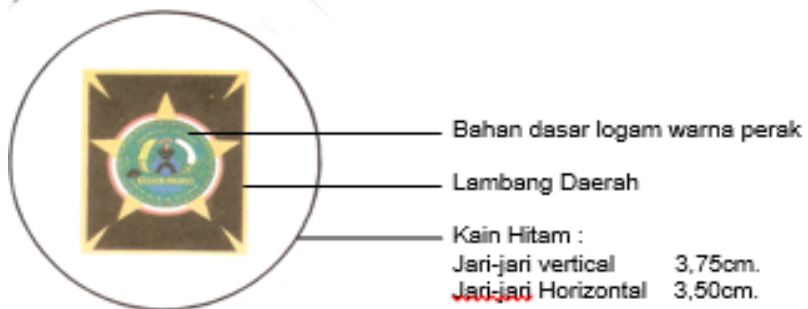 Bahan dasar logam warna perak
Lambang Daerah
Kain Hitam :
Jari-jari vertical 3,75cm.
Jari-jari Horizontal 3,50cm.